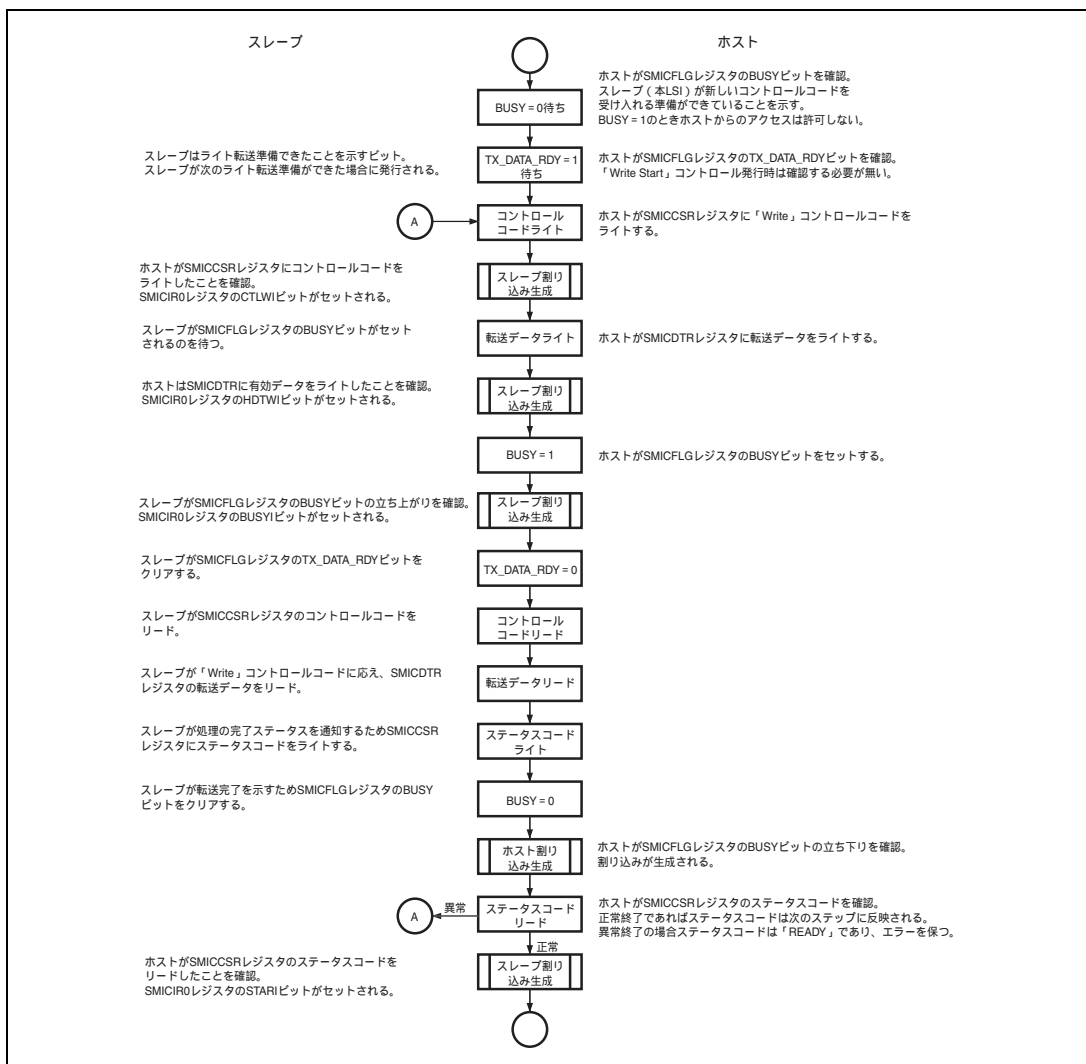 スレーブ
ホスト
ホストがSMICFLGレジスタのBUSYビットを確認。
スレーブ（本LSI）が新しいコントロールコードを
受け入れる準備ができていることを示す。
BUSY = 1のときホストからのアクセスは許可しない。
BUSY = 0待ち
スレーブはライト転送準備できたことを示すビット。
スレーブが次のライト転送準備ができた場合に発行される。
TX_DATA_RDY = 1
待ち
ホストがSMICFLGレジスタのTX_DATA_RDYビットを確認。
「Write Start」コントロール発行時は確認する必要が無い。
A
コントロール
コードライト
ホストがSMICCSRレジスタに「Write」コントロールコードを
ライトする。
ホストがSMICCSRレジスタにコントロールコードを
ライトしたことを確認。
SMICIR0レジスタのCTLWIビットがセットされる。
スレーブ割り
込み生成
スレーブがSMICFLGレジスタのBUSYビットがセット
されるのを待つ。
転送データライト
ホストがSMICDTRレジスタに転送データをライトする。
ホストはSMICDTRに有効データをライトしたことを確認。
SMICIR0レジスタのHDTWIビットがセットされる。
スレーブ割り
込み生成
BUSY = 1
ホストがSMICFLGレジスタのBUSYビットをセットする。
スレーブがSMICFLGレジスタのBUSYビットの立ち上がりを確認。
SMICIR0レジスタのBUSYIビットがセットされる。
スレーブ割り
込み生成
スレーブがSMICFLGレジスタのTX_DATA_RDYビットを
クリアする。
TX_DATA_RDY = 0
スレーブがSMICCSRレジスタのコントロールコードを
リード。
コントロール
コードリード
スレーブが「Write」コントロールコードに応え、SMICDTR
レジスタの転送データをリード。
転送データリード
スレーブが処理の完了ステータスを通知するためSMICCSR
レジスタにステータスコードをライトする。
ステータスコード
ライト
スレーブが転送完了を示すためSMICFLGレジスタのBUSY
ビットをクリアする。
BUSY = 0
ホスト割り
込み生成
ホストがSMICFLGレジスタのBUSYビットの立ち下りを確認。
割り込みが生成される。
A
異常
ステータスコード
リード
ホストがSMICCSRレジスタのステータスコードを確認。
正常終了であればステータスコードは次のステップに反映される。
異常終了の場合ステータスコードは「READY」であり、エラーを保つ。
正常
ホストがSMICCSRレジスタのステータスコードを
リードしたことを確認。
SMICIR0レジスタのSTARIビットがセットされる。
スレーブ割り
込み生成